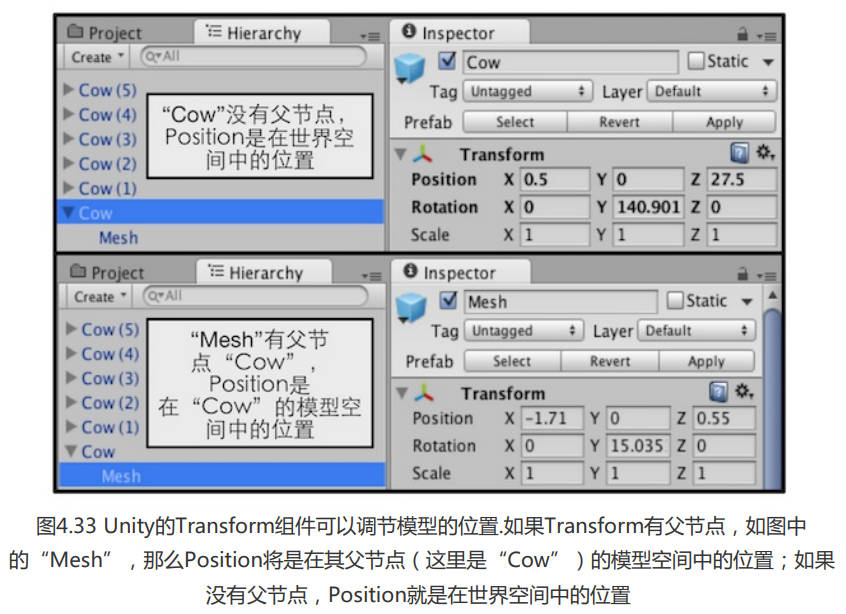 Project
Hierarchy
Create
All
Cow (5)
Cow (4)
Cow (3)
Cow (2)
Cow (1)
Cow
Mesh
“Cow”没有父节点，
Position是在世界空
间中的位置
Inspector
Cow
Static
Tag Untagged Layer Default
Prefab Select Revert Apply
Transform
Position X 0.5 Y 0 Z 27.5
Rotation X 0 Y 140.901 Z 0
Scale X 1 Y 1 Z 1
Project
Hierarchy
Create
All
Cow (5)
Cow (4)
Cow (3)
Cow (2)
Cow (1)
Cow
Mesh
“Mesh”有父节
点“Cow”，
Position是
在“Cow”的模型空
间中的位置
Inspector
Mesh
Static
Tag Untagged Layer Default
Prefab Select Revert Apply
Transform
Position X -1.71 Y 0 Z 0.55
Rotation X 0 Y 15.035 Z 0
Scale X 1 Y 1 Z 1
图4.33 Unity的Transform组件可以调节模型的位置.如果Transform有父节点，如图中
的“Mesh”，那么Position将是在其父节点（这里是“Cow”）的模型空间中的位置；如果
没有父节点，Position就是在世界空间中的位置